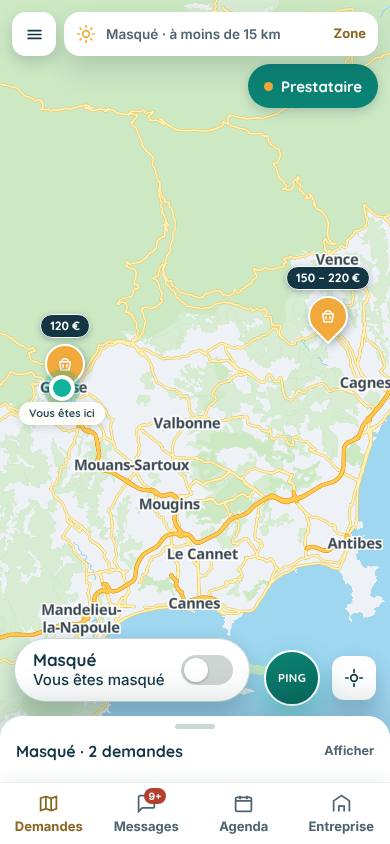 Masqué · à moins de 15 km
Zone
Prestataire
Vence
150 – 220 €
120 €
Cagnes
Vous êtes ici
Valbonne
Mouans-Sartoux
Mougins
Antibes
Le Cannet
Cannes
Mandelieu-
la-Napoule
Masqué
Vous êtes masqué
PING
Masqué · 2 demandes
Afficher
9+
Demandes
Messages
Agenda
Entreprise